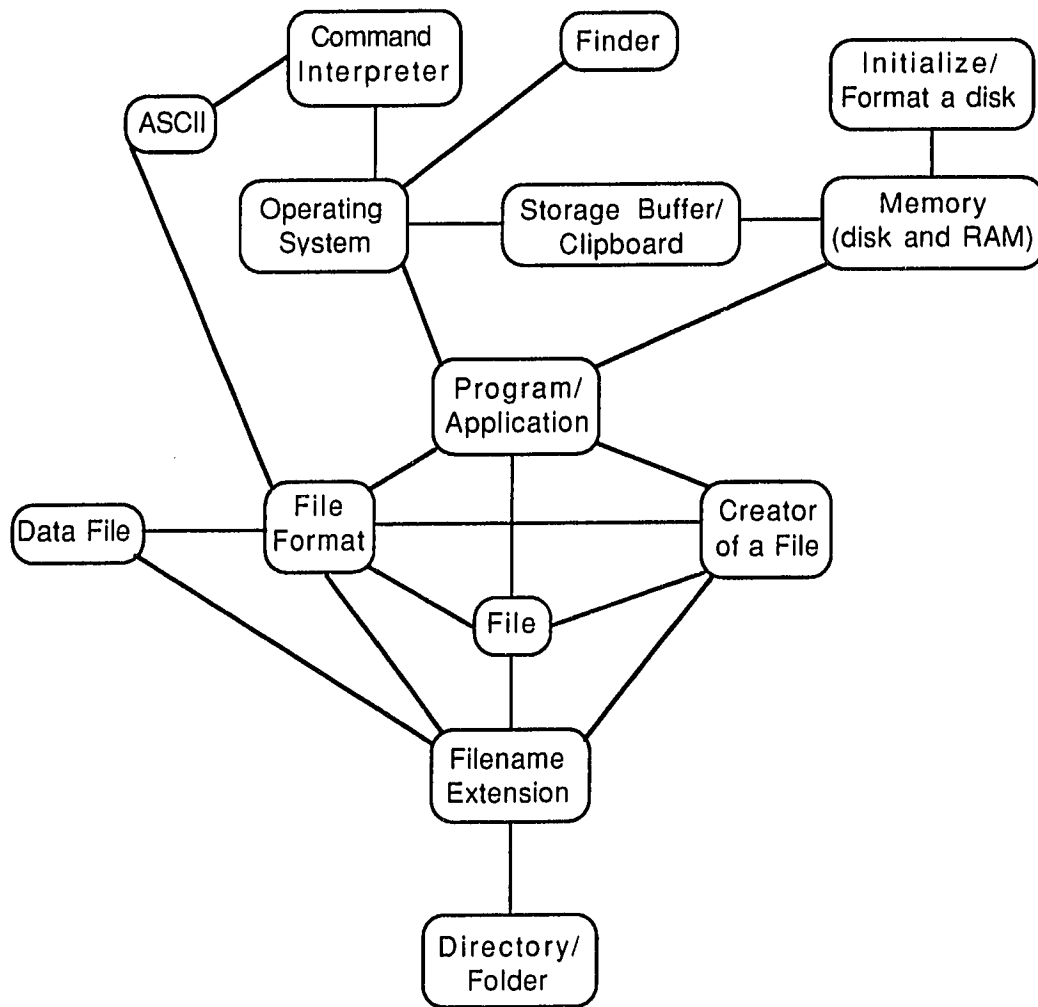 Command
Interpreter
Finder
Initialize/
Format a disk
ASCII
Operating
System
Storage Buffer/
Clipboard
Memory
(disk and RAM)
Program/
Application
Data File
File
Format
Creator
of a File
File
Filename
Extension
Directory/
Folder